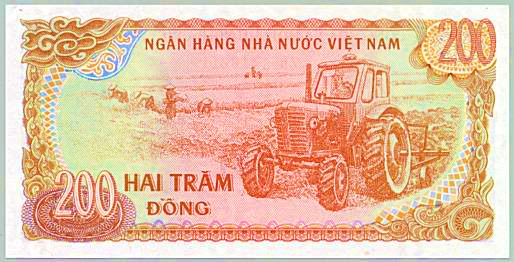 NGÂN HÀNG NHÀ NƯỚC VIỆT NAM
200
200
HAI TRĂM
ĐỒNG